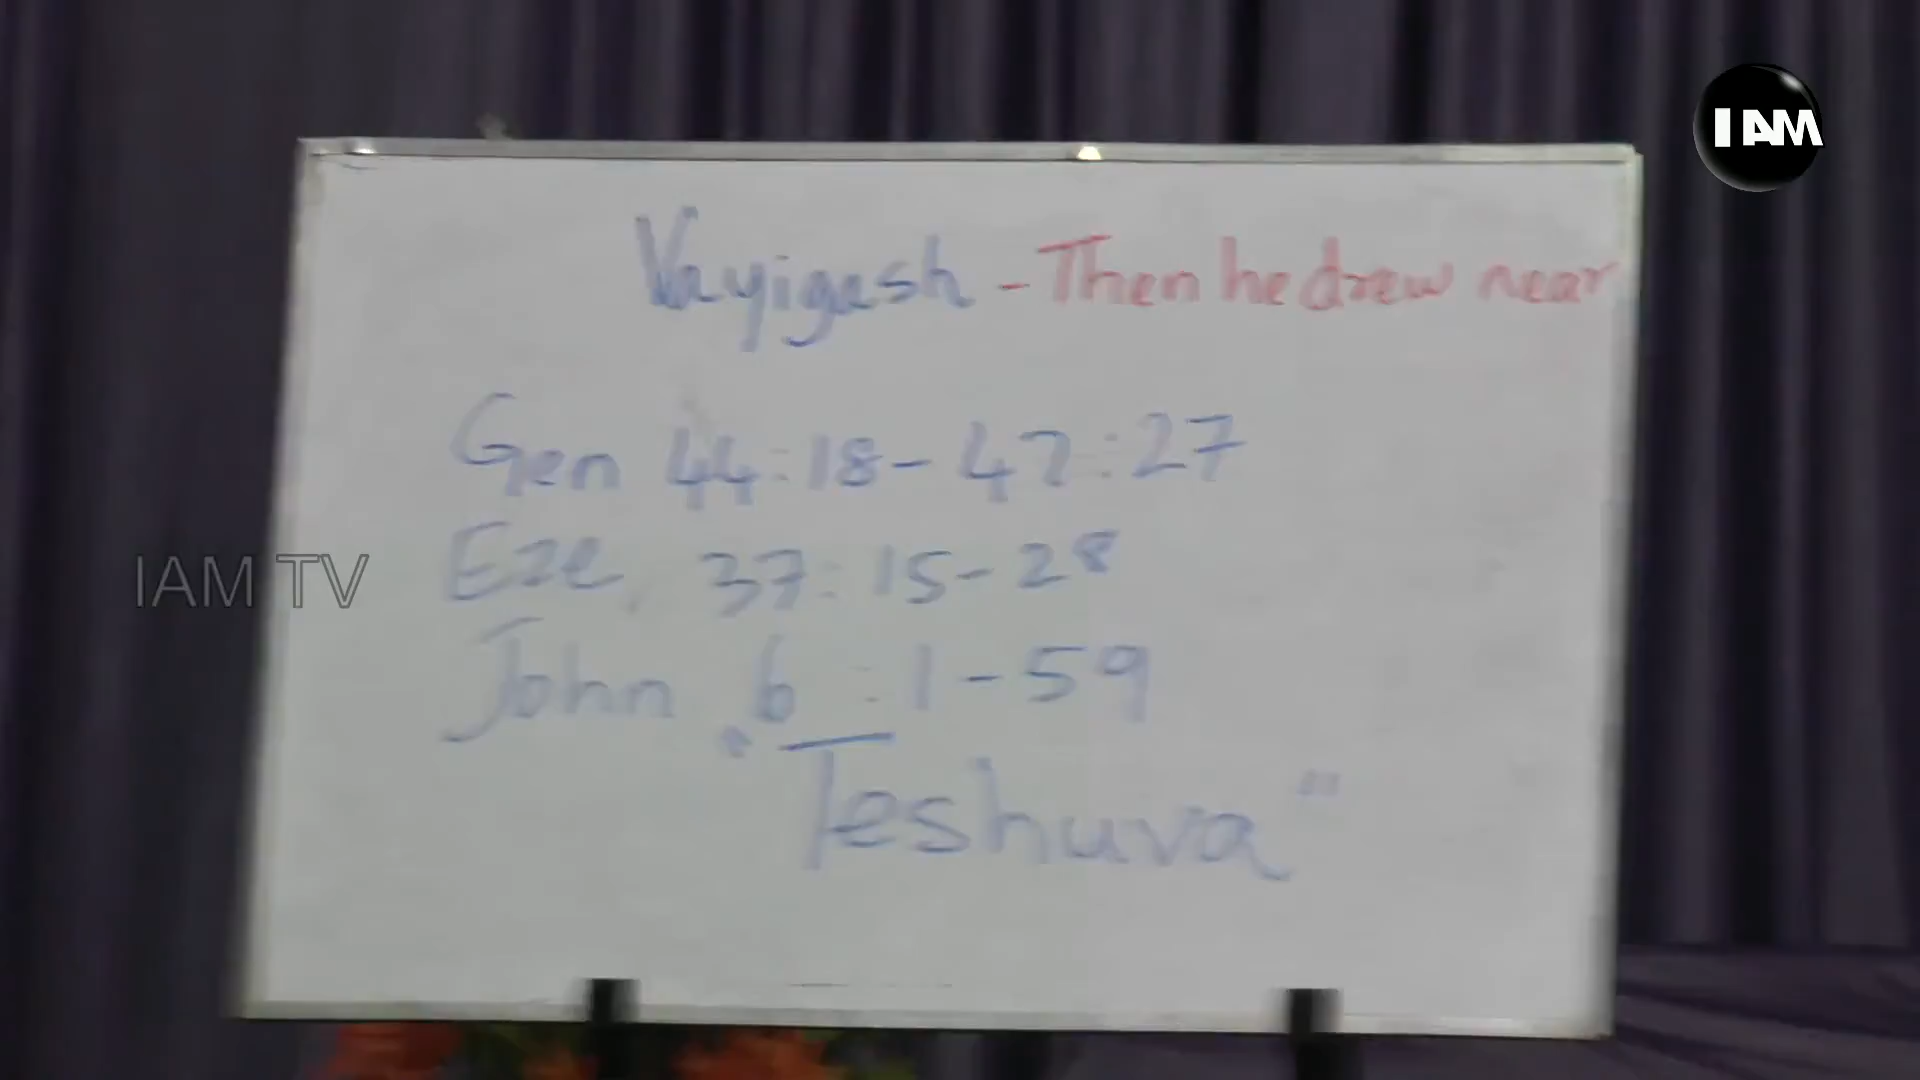 I AM
Vayigash - Then he drew near
Gen 44:18 - 47:27
Eze, 37:15-28
IAM TV
John 6:1-59
"Teshuva"